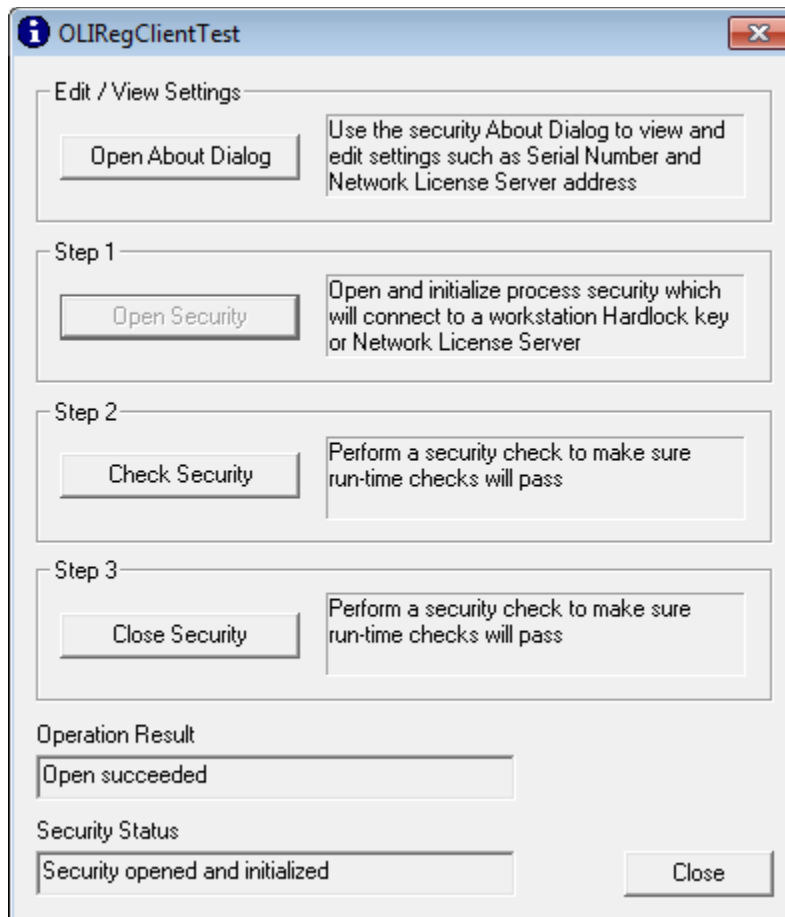 OLIRegClientTest
Edit / View Settings
Open About Dialog
Use the security About Dialog to view and
edit settings such as Serial Number and
Network License Server address
Step 1
Open Security
Open and initialize process security which
will connect to a workstation Hardlock key
or Network License Server
Step 2
Check Security
Perform a security check to make sure
run-time checks will pass
Step 3
Close Security
Perform a security check to make sure
run-time checks will pass
Operation Result
Open succeeded
Security Status
Security opened and initialized
Close